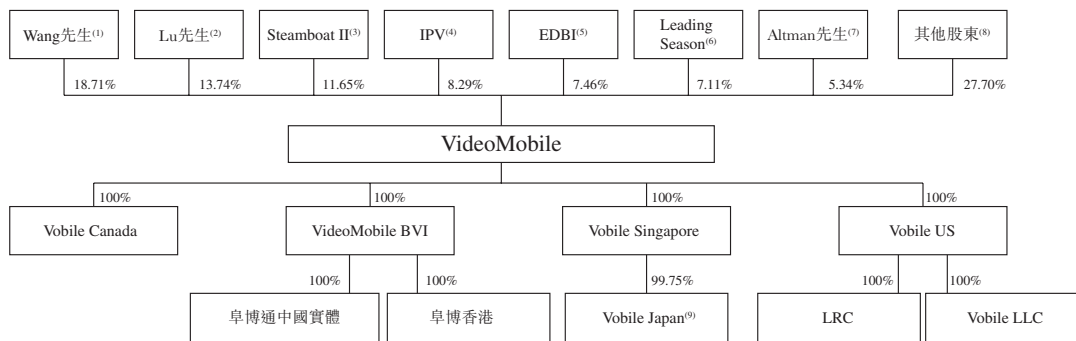 Wang先生(1)
Lu先生(2)
Steamboat II(3)
IPV(4)
EDBI(5)
Leading
Season(6)
Altman先生(7)
其他股東(8)
18.71%
13.74%
11.65%
8.29%
7.46%
7.11%
5.34%
27.70%
VideoMobile
100%
100%
100%
100%
Vobile Canada
VideoMobile BVI
Vobile Singapore
Vobile US
100%
100%
99.75%
100%
100%
阜博通中國實體
阜博香港
Vobile Japan(9)
LRC
Vobile LLC